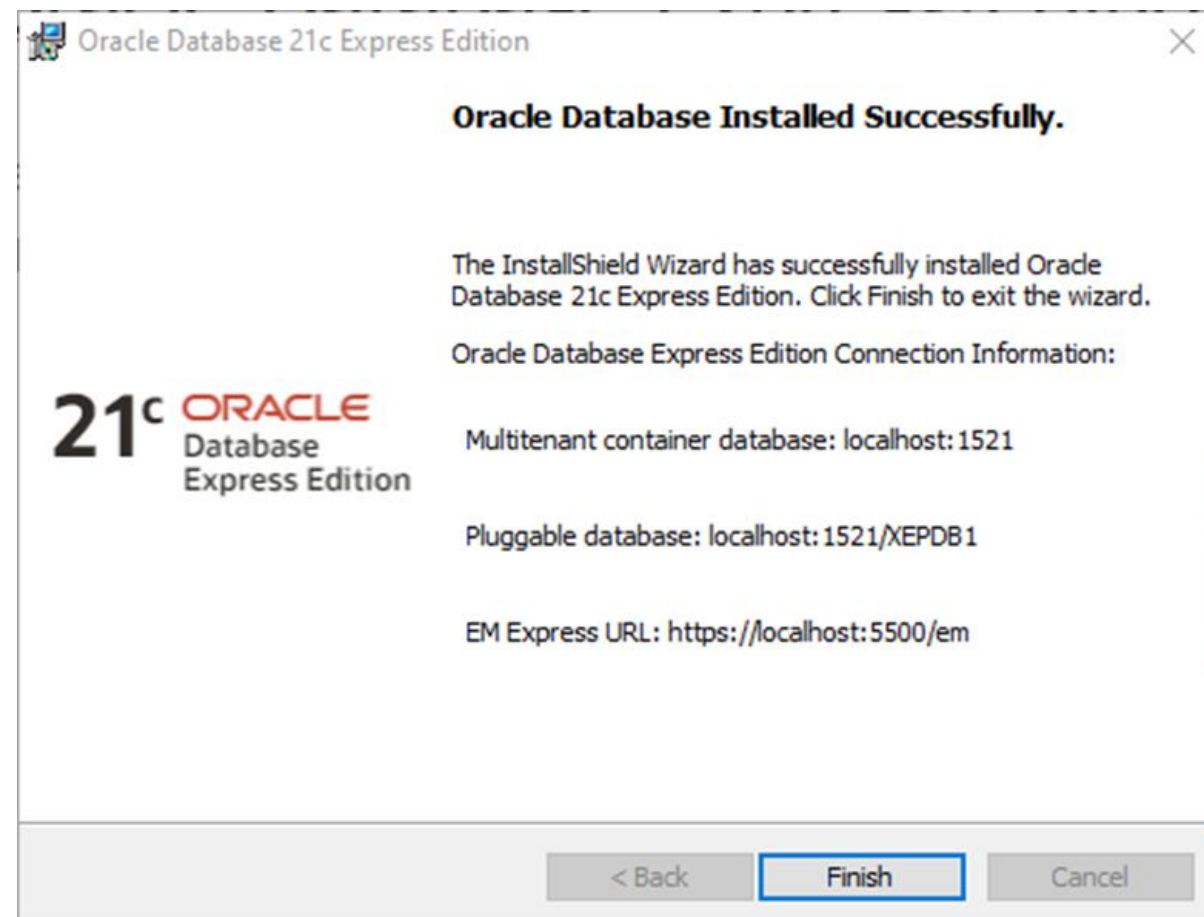 Oracle Database 21c Express Edition
Oracle Database Installed Successfully.
The InstallShield Wizard has successfully installed Oracle
Database 21c Express Edition. Click Finish to exit the wizard.
Oracle Database Express Edition Connection Information:
21c ORACLE
Database
Express Edition
Multitenant container database: localhost:1521
Pluggable database: localhost:1521/XEPDB1
EM Express URL: https://localhost:5500/em
< Back
Finish
Cancel